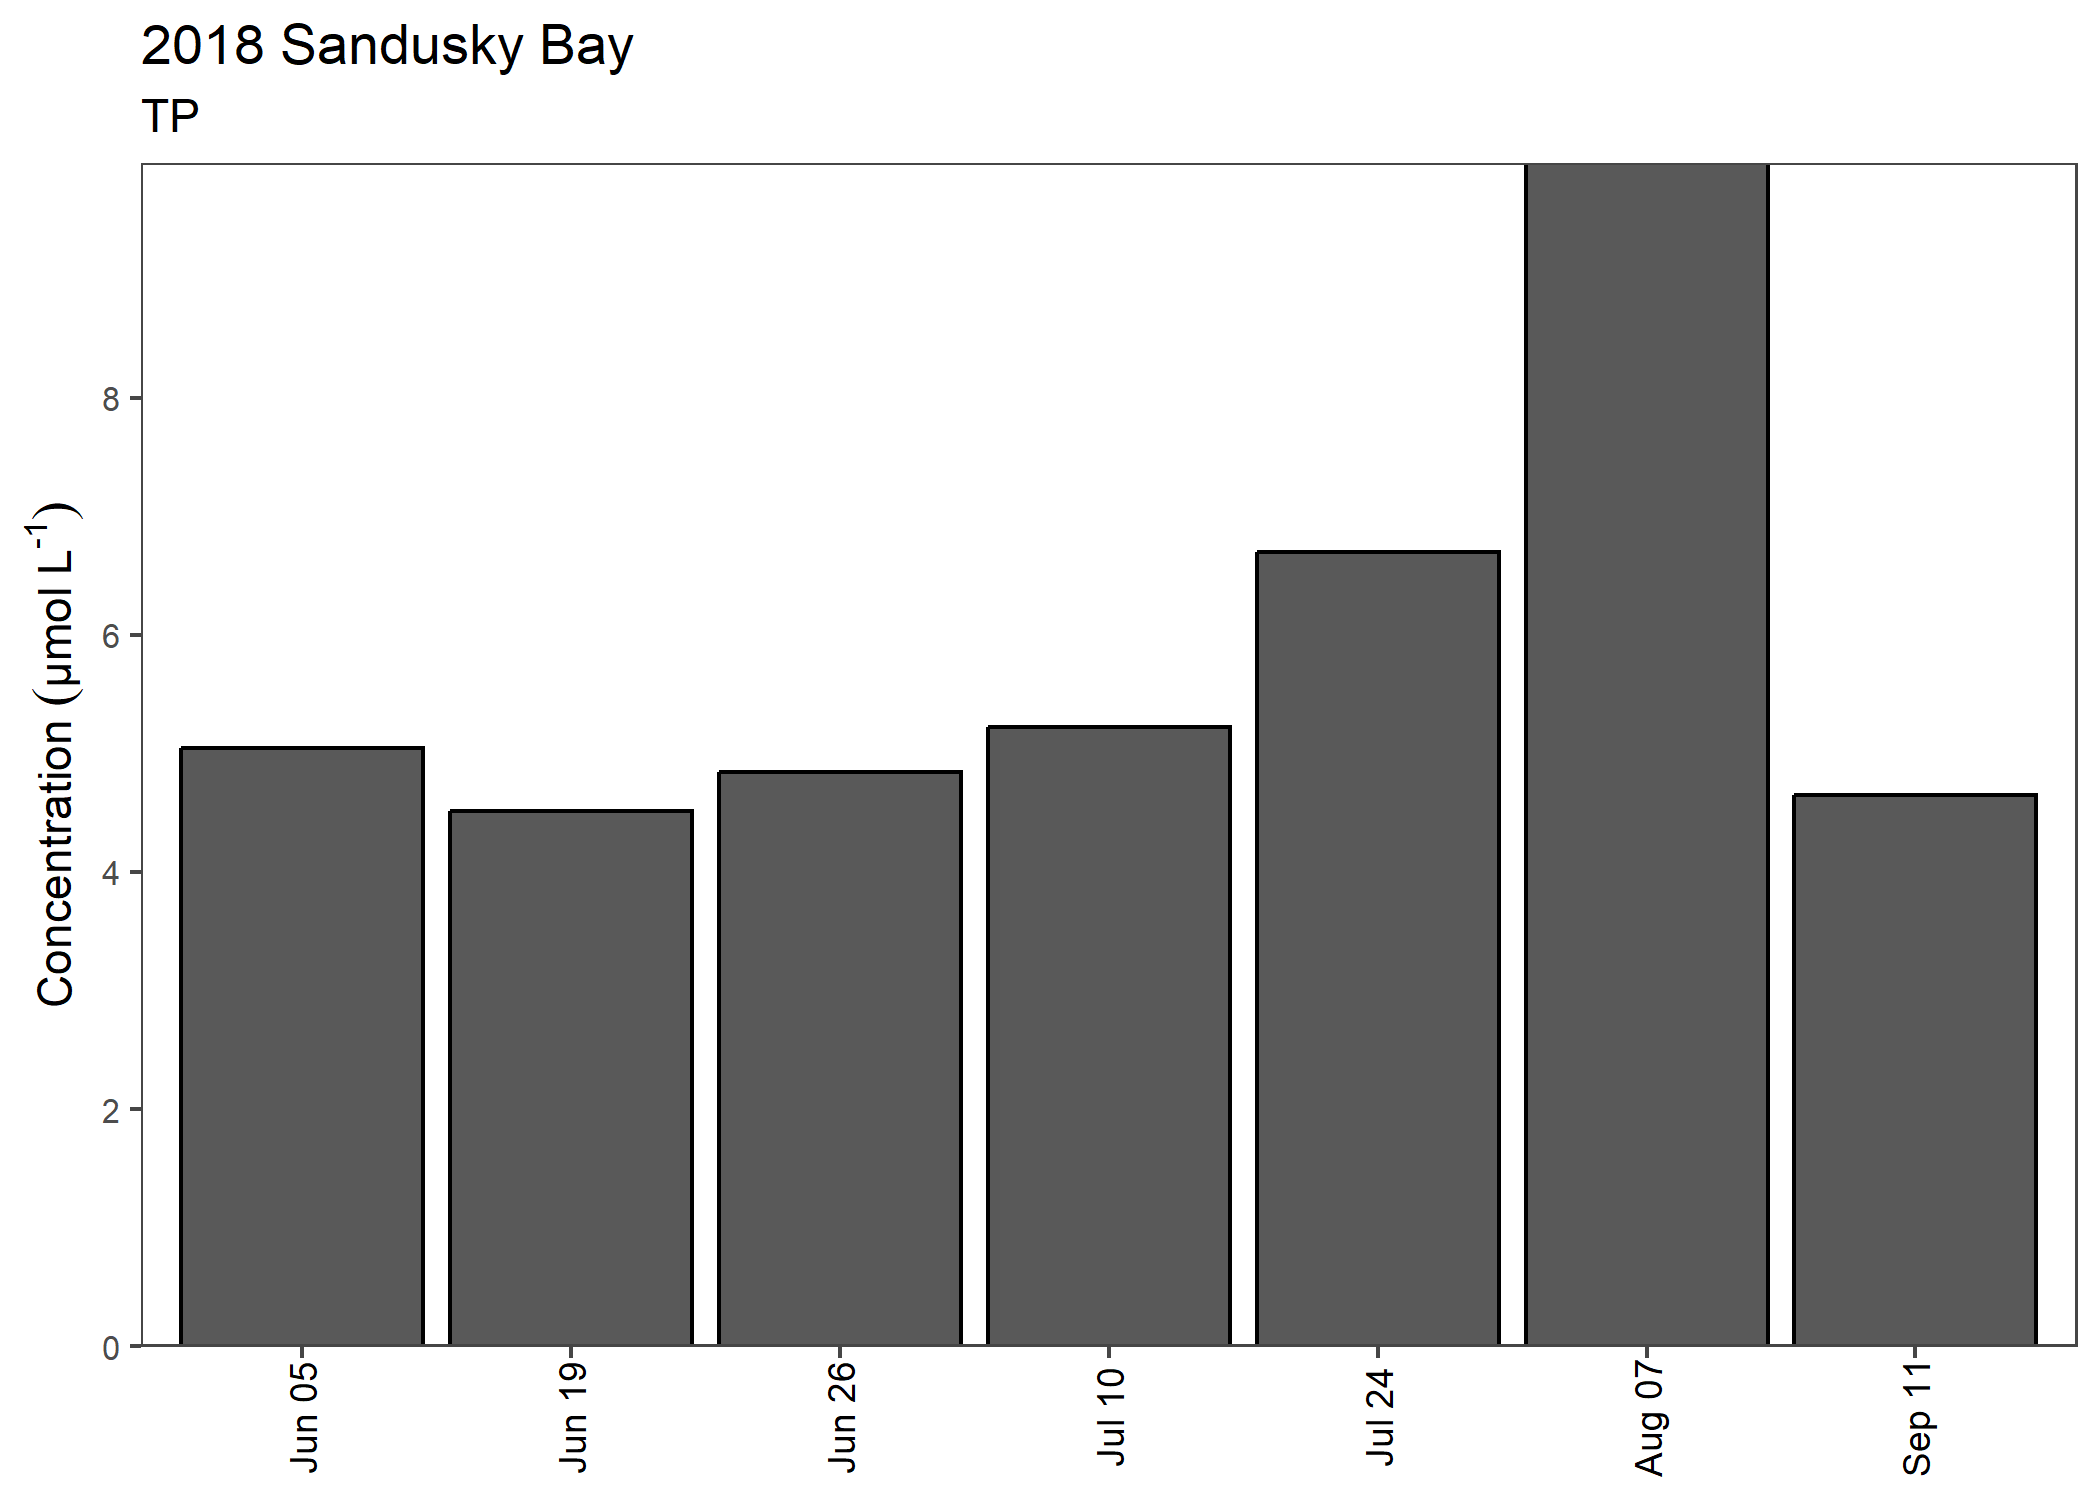 2018 Sandusky Bay
TP
Concentration (µmol L⁻¹)
8
6
4
2
0
Jun 05
Jun 19
Jun 26
Jul 10
Jul 24
Aug 07
Sep 11